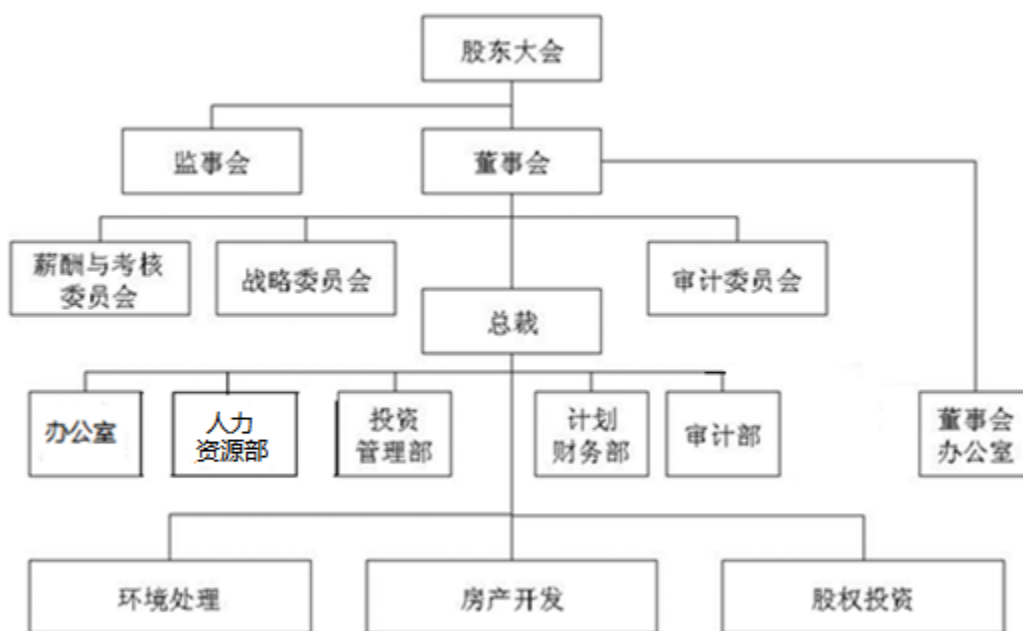 股东大会
监事会
董事会
薪酬与考核
委员会
战略委员会
审计委员会
总裁
办公室
人力
资源部
投资
管理部
计划
财务部
审计部
董事会
办公室
环境处理
房产开发
股权投资